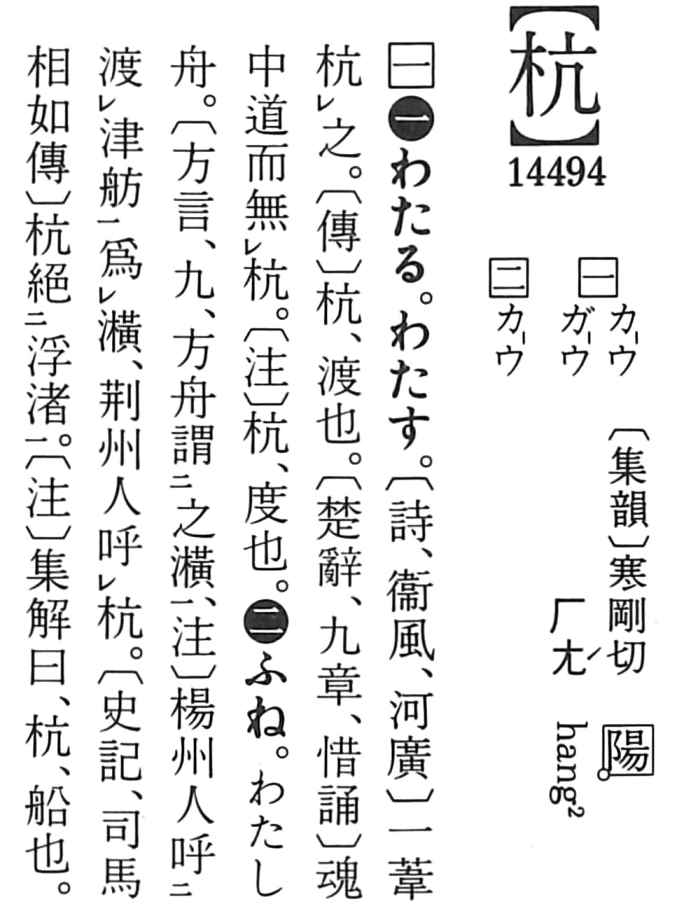 【杭】
14494
一 カウ ガウ 〔集韻〕寒剛切 陽
ㄏㄤˊ hang²
二 カウ
一㊀わたる。わたす。〔詩、衞風、河廣〕一葦
杭レ之。〔傳〕杭、渡也。〔楚辭、九章、惜誦〕魂
中道而無レ杭。〔注〕杭、度也。㊁ふね。わたし
舟。〔方言、九、方舟謂二之㶇一、注〕楊州人呼二
渡レ津舫一爲レ㶇、荆州人呼レ杭。〔史記、司馬
相如傳〕杭絕二浮渚一。〔注〕集解曰、杭、船也。